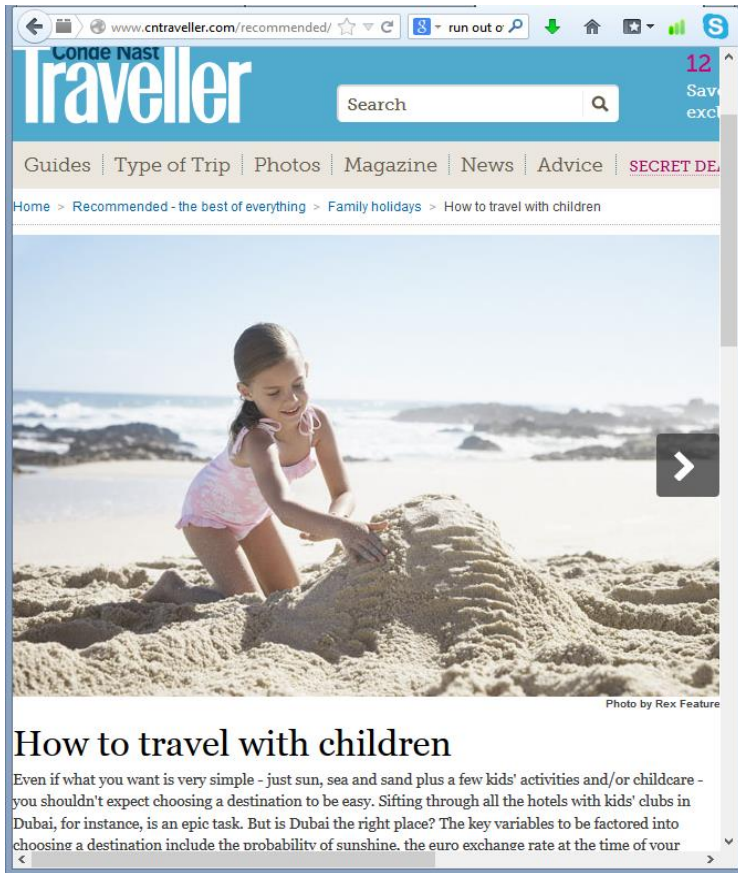 www.cntraveller.com/recommended/
run out o
Conde Nast
Traveller
Search
12
Save
excl
Guides | Type of Trip | Photos | Magazine | News | Advice | SECRET DEA
Home > Recommended - the best of everything > Family holidays > How to travel with children
Photo by Rex Feature
How to travel with children
Even if what you want is very simple - just sun, sea and sand plus a few kids' activities and/or childcare -
you shouldn't expect choosing a destination to be easy. Sifting through all the hotels with kids' clubs in
Dubai, for instance, is an epic task. But is Dubai the right place? The key variables to be factored into
choosing a destination include the probability of sunshine, the euro exchange rate at the time of your